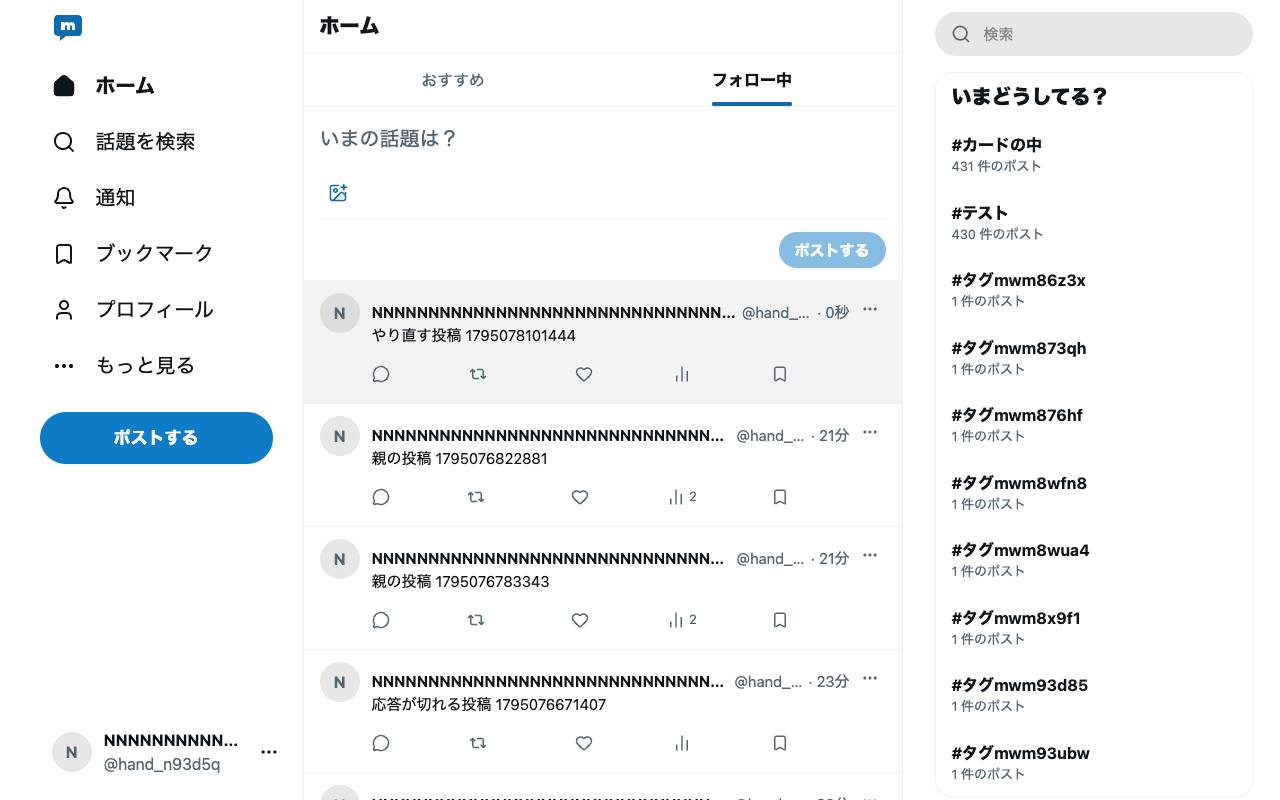 m
ホーム
話題を検索
通知
ブックマーク
プロフィール
もっと見る
ポストする
N
NNNNNNNNNN...
@hand_n93d5q
ホーム
おすすめ
フォロー中
いまの話題は？
ポストする
N
NNNNNNNNNNNNNNNNNNNNNNNNNNNNNNN... @hand_... · 0秒
やり直す投稿 1795078101444
N
NNNNNNNNNNNNNNNNNNNNNNNNNNNNNN... @hand_... · 21分
親の投稿 1795076822881
2
N
NNNNNNNNNNNNNNNNNNNNNNNNNNNNNN... @hand_... · 21分
親の投稿 1795076783343
2
N
NNNNNNNNNNNNNNNNNNNNNNNNNNNNNN... @hand_... · 23分
応答が切れる投稿 1795076671407
検索
いまどうしてる？
#カードの中
431 件のポスト
#テスト
430 件のポスト
#タグmwm86z3x
1 件のポスト
#タグmwm873qh
1 件のポスト
#タグmwm876hf
1 件のポスト
#タグmwm8wfn8
1 件のポスト
#タグmwm8wua4
1 件のポスト
#タグmwm8x9f1
1 件のポスト
#タグmwm93d85
1 件のポスト
#タグmwm93ubw
1 件のポスト